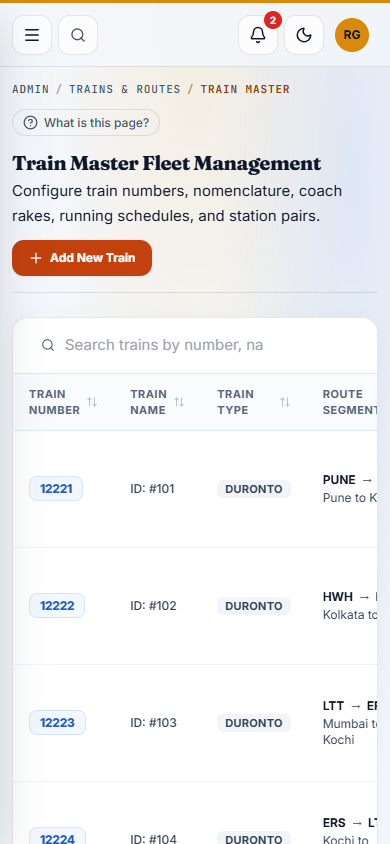 2
RG
ADMIN / TRAINS & ROUTES / TRAIN MASTER
What is this page?
Train Master Fleet Management
Configure train numbers, nomenclature, coach
rakes, running schedules, and station pairs.
+ Add New Train
Search trains by number, na
TRAIN NUMBER TRAIN NAME TRAIN TYPE ROUTE
12221 ID: #101 DURONTO PUNE →
Pune to
12222 ID: #102 DURONTO HWH →
Kolkata to
12223 ID: #103 DURONTO LTT →
Mumbai to
Kochi
12224 ID: #104 DURONTO ERS →
Kochi to